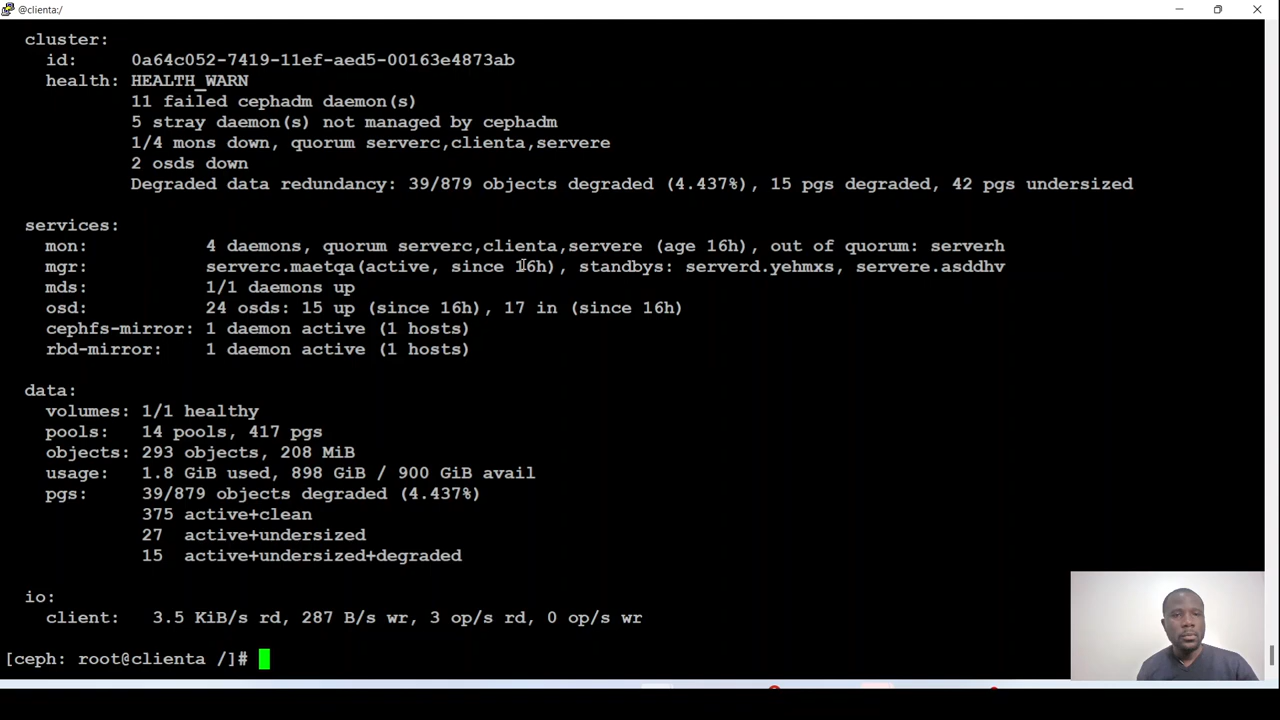 @clienta:/
cluster:
id: 0a64c052-7419-11ef-aed5-00163e4873ab
health: HEALTH_WARN
11 failed cephadm daemon(s)
5 stray daemon(s) not managed by cephadm
1/4 mons down, quorum serverc,clienta,servere
2 osds down
Degraded data redundancy: 39/879 objects degraded (4.437%), 15 pgs degraded, 42 pgs undersized
services:
mon: 4 daemons, quorum serverc,clienta,servere (age 16h), out of quorum: serverh
mgr: serverc.maetqa(active, since 16h), standbys: serverd.yehmxs, servere.asddhv
mds: 1/1 daemons up
osd: 24 osds: 15 up (since 16h), 17 in (since 16h)
cephfs-mirror: 1 daemon active (1 hosts)
rbd-mirror: 1 daemon active (1 hosts)
data:
volumes: 1/1 healthy
pools: 14 pools, 417 pgs
objects: 293 objects, 208 MiB
usage: 1.8 GiB used, 898 GiB / 900 GiB avail
pgs: 39/879 objects degraded (4.437%)
375 active+clean
27 active+undersized
15 active+undersized+degraded
io:
client: 3.5 KiB/s rd, 287 B/s wr, 3 op/s rd, 0 op/s wr
[ceph: root@clienta /]#